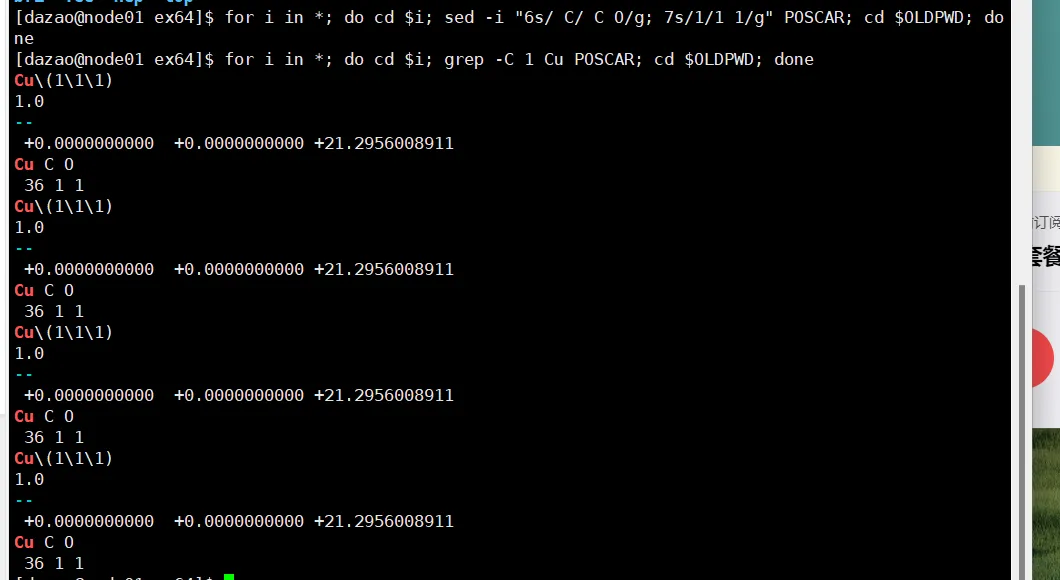 [dazao@node01 ex64]$ for i in *; do cd $i; sed -i "6s/ C/ C O/g; 7s/1/1 1/g" POSCAR; cd $OLDPWD; do
ne
[dazao@node01 ex64]$ for i in *; do cd $i; grep -C 1 Cu POSCAR; cd $OLDPWD; done
Cu\(1\1\1)
1.0
--
+0.0000000000 +0.0000000000 +21.2956008911
Cu C O
36 1 1
Cu\(1\1\1)
1.0
--
+0.0000000000 +0.0000000000 +21.2956008911
Cu C O
36 1 1
Cu\(1\1\1)
1.0
--
+0.0000000000 +0.0000000000 +21.2956008911
Cu C O
36 1 1
Cu\(1\1\1)
1.0
--
+0.0000000000 +0.0000000000 +21.2956008911
Cu C O
36 1 1
订阅
套餐